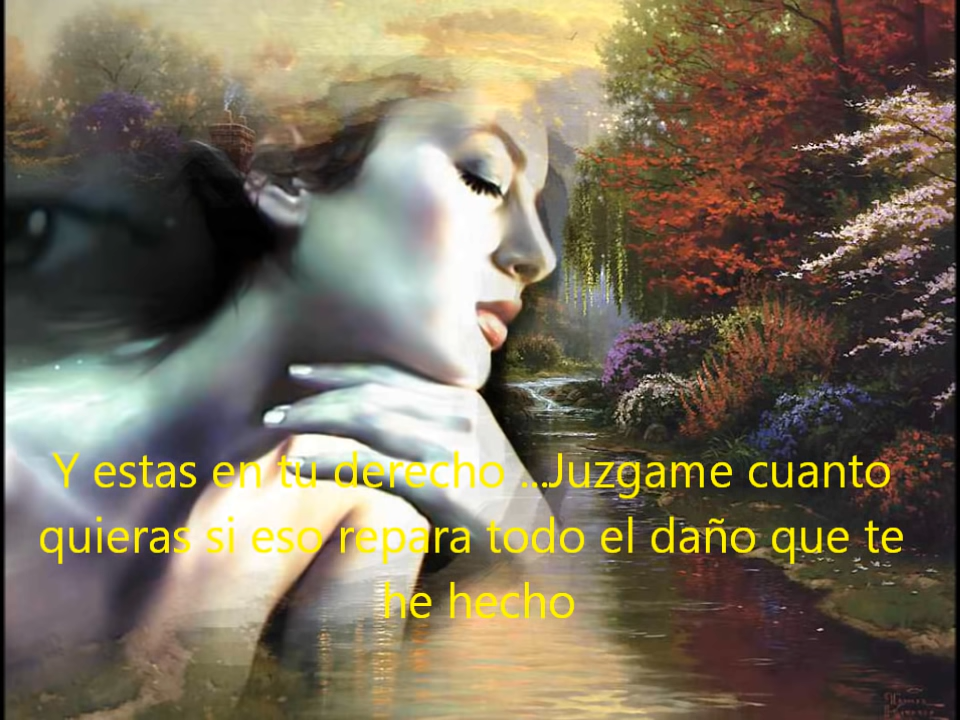 Y estas en tu derecho ...Juzgame cuanto
quieras si eso repara todo el daño que te
he hecho